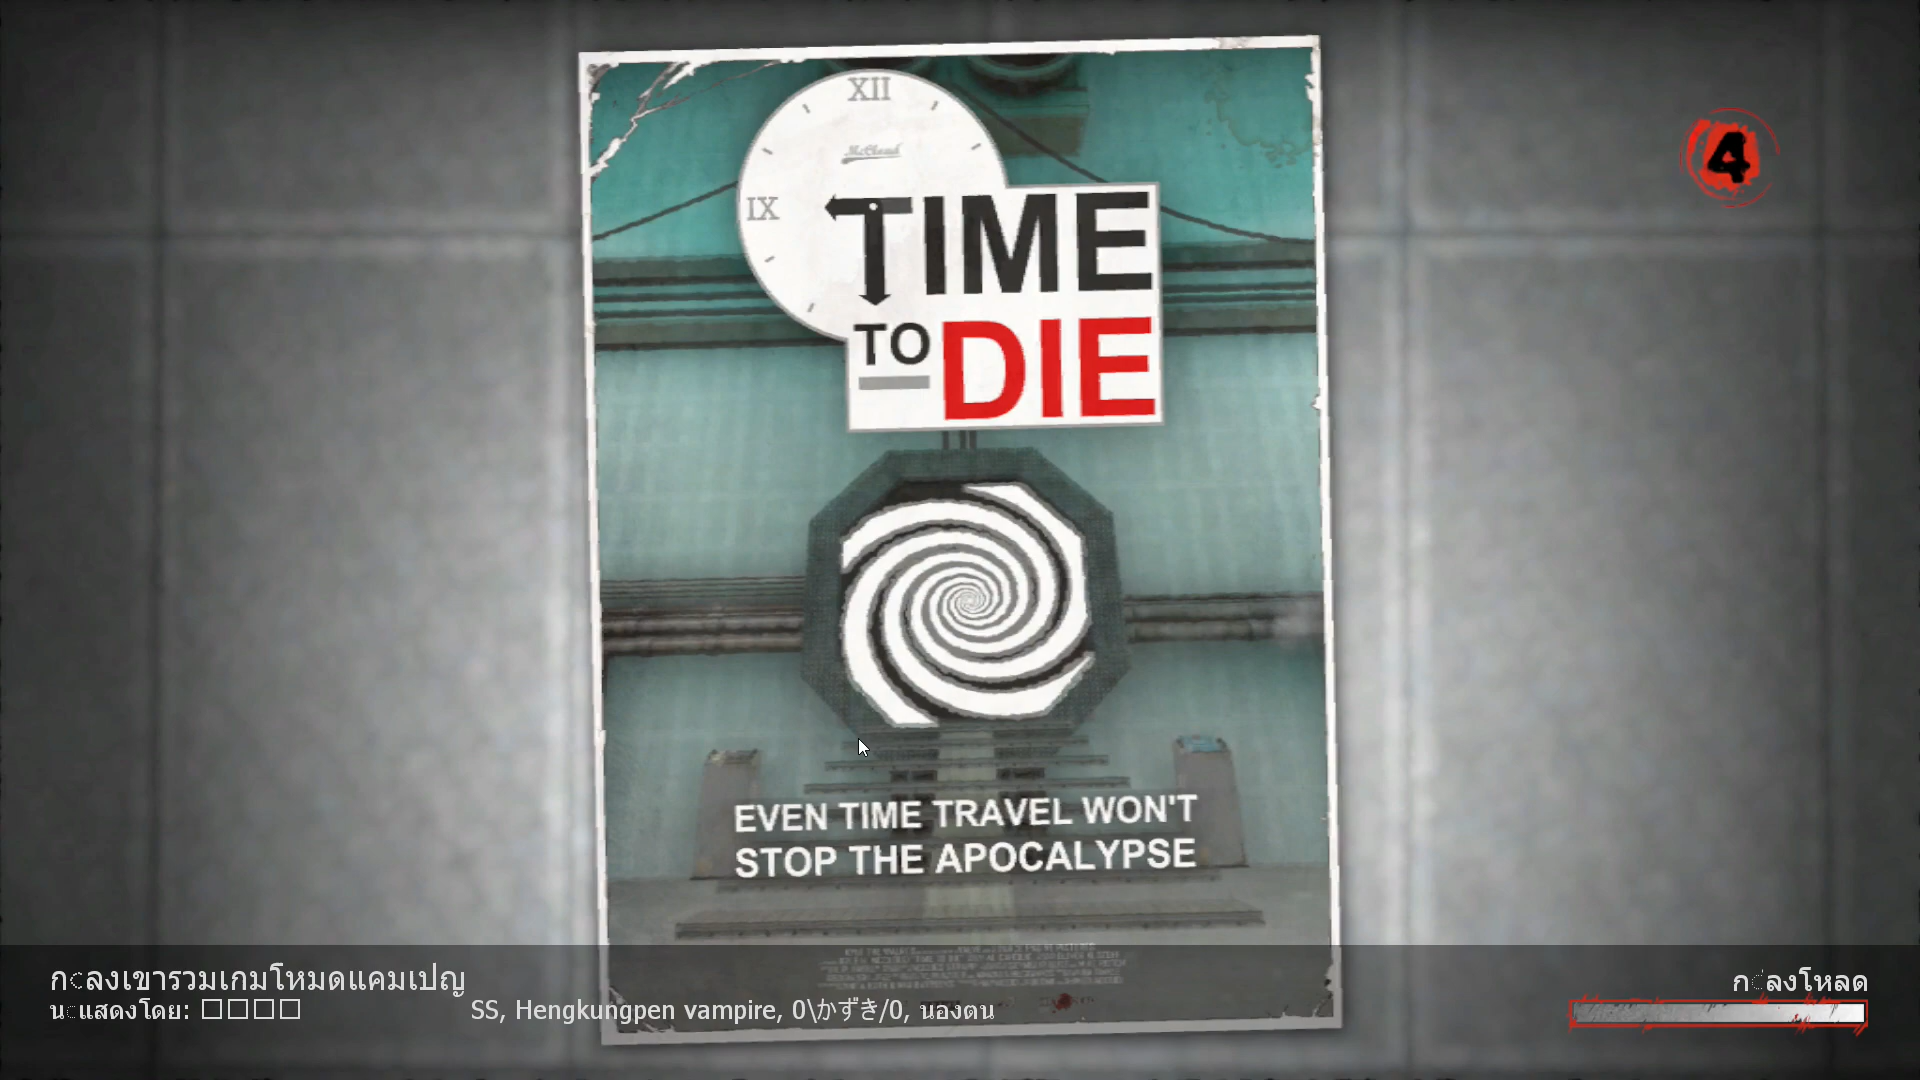 XII
McCloud
IX
TIME
TO DIE
4
EVEN TIME TRAVEL WON'T
STOP THE APOCALYPSE
ก ลงเขารวมเกมโหมดแคมเปญ
น แสดงโดย: □□□□ SS, Hengkungpen vampire, 0\かずき/0, นองตน
ก ลงโหลด